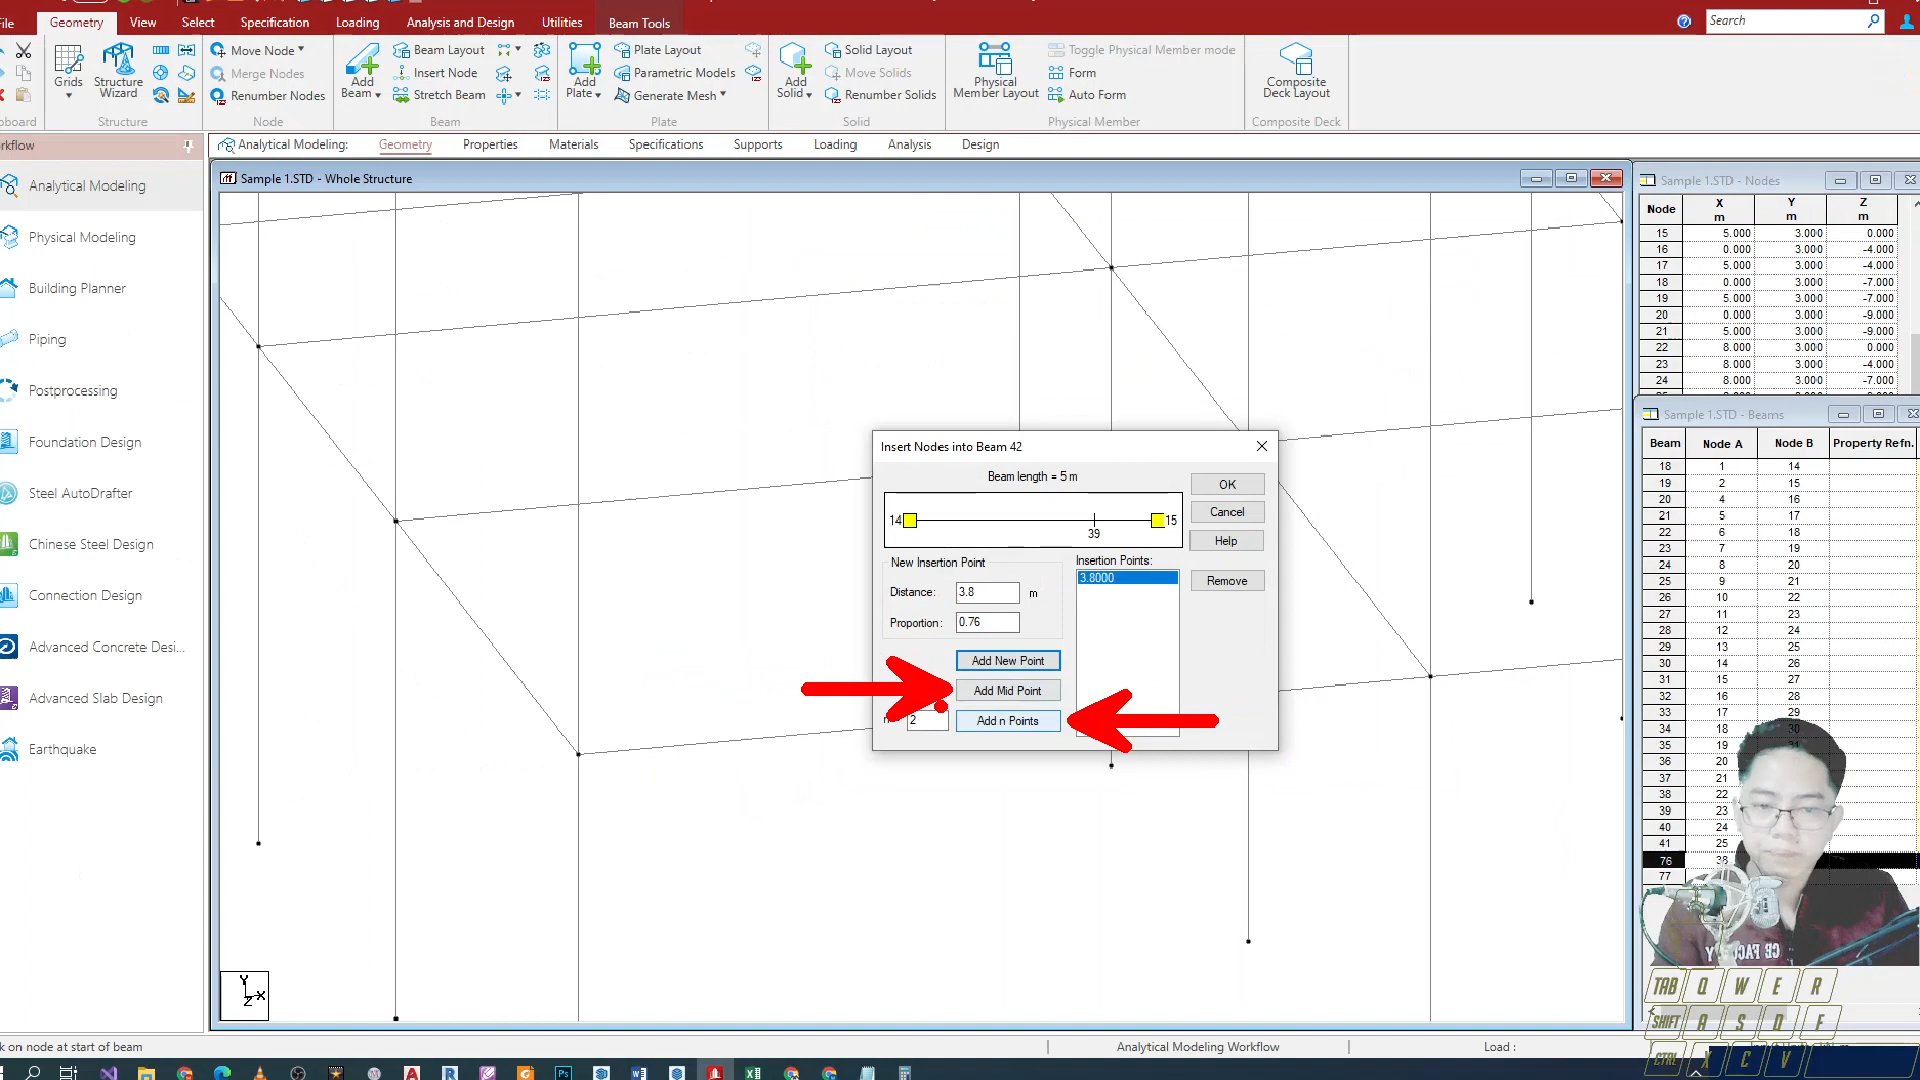 File Geometry View Select Specification Loading Analysis and Design Utilities Beam Tools Search
Grids Structure Wizard
Move Node
Merge Nodes
Renumber Nodes
Add Beam
Beam Layout
Insert Node
Stretch Beam
Add Plate
Plate Layout
Parametric Models
Generate Mesh
Add Solid
Solid Layout
Move Solids
Renumber Solids
Physical Member Layout
Toggle Physical Member mode
Form
Auto Form
Composite Deck Layout
board Structure Node Beam Plate Solid Physical Member Composite Deck
rkflow
Analytical Modeling: Geometry Properties Materials Specifications Supports Loading Analysis Design
Analytical Modeling
Physical Modeling
Building Planner
Piping
Postprocessing
Foundation Design
Steel AutoDrafter
Chinese Steel Design
Connection Design
Advanced Concrete Desi...
Advanced Slab Design
Earthquake
Sample 1.STD - Whole Structure
Insert Nodes into Beam 42
Beam length = 5 m
14 39 15
New Insertion Point
Distance: 3.8 m
Proportion: 0.76
Add New Point
Add Mid Point
2 Add n Points
Insertion Points:
3.8000
OK
Cancel
Help
Remove
Y
Z X
Sample 1.STD - Nodes
Node X m Y m Z m
15 5.000 3.000 0.000
16 0.000 3.000 -4.000
17 5.000 3.000 -4.000
18 0.000 3.000 -7.000
19 5.000 3.000 -7.000
20 0.000 3.000 -9.000
21 5.000 3.000 -9.000
22 8.000 3.000 0.000
23 8.000 3.000 -4.000
24 8.000 3.000 -7.000
Sample 1.STD - Beams
Beam Node A Node B Property Refn.
18 1 14
19 2 15
20 4 16
21 5 17
22 6 18
23 7 19
24 8 20
25 9 21
26 10 22
27 11 23
28 12 24
29 13 25
30 14 26
31 15 27
32 16 28
33 17 29
34 18 30
35 19 31
36 20
37 21
38 22
39 23
40 24
41 25
76 38
77
TAB Q W E R
SHIFT A S D F
CTRL X C V
k on node at start of beam
Analytical Modeling Workflow
Load :